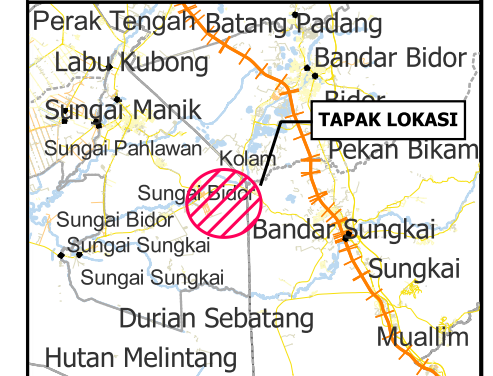 Perak Tengah
Batang Padang
Labu Kubong
Bandar Bidor
Bidor
Sungai Manik
TAPAK LOKASI
Sungai Pahlawan
Kolam
Pekan Bikam
Sungai Bidor
Sungai Bidor
Bandar Sungkai
Sungai Sungkai
Sungkai
Sungai Sungkai
Durian Sebatang
Muallim
Hutan Melintang